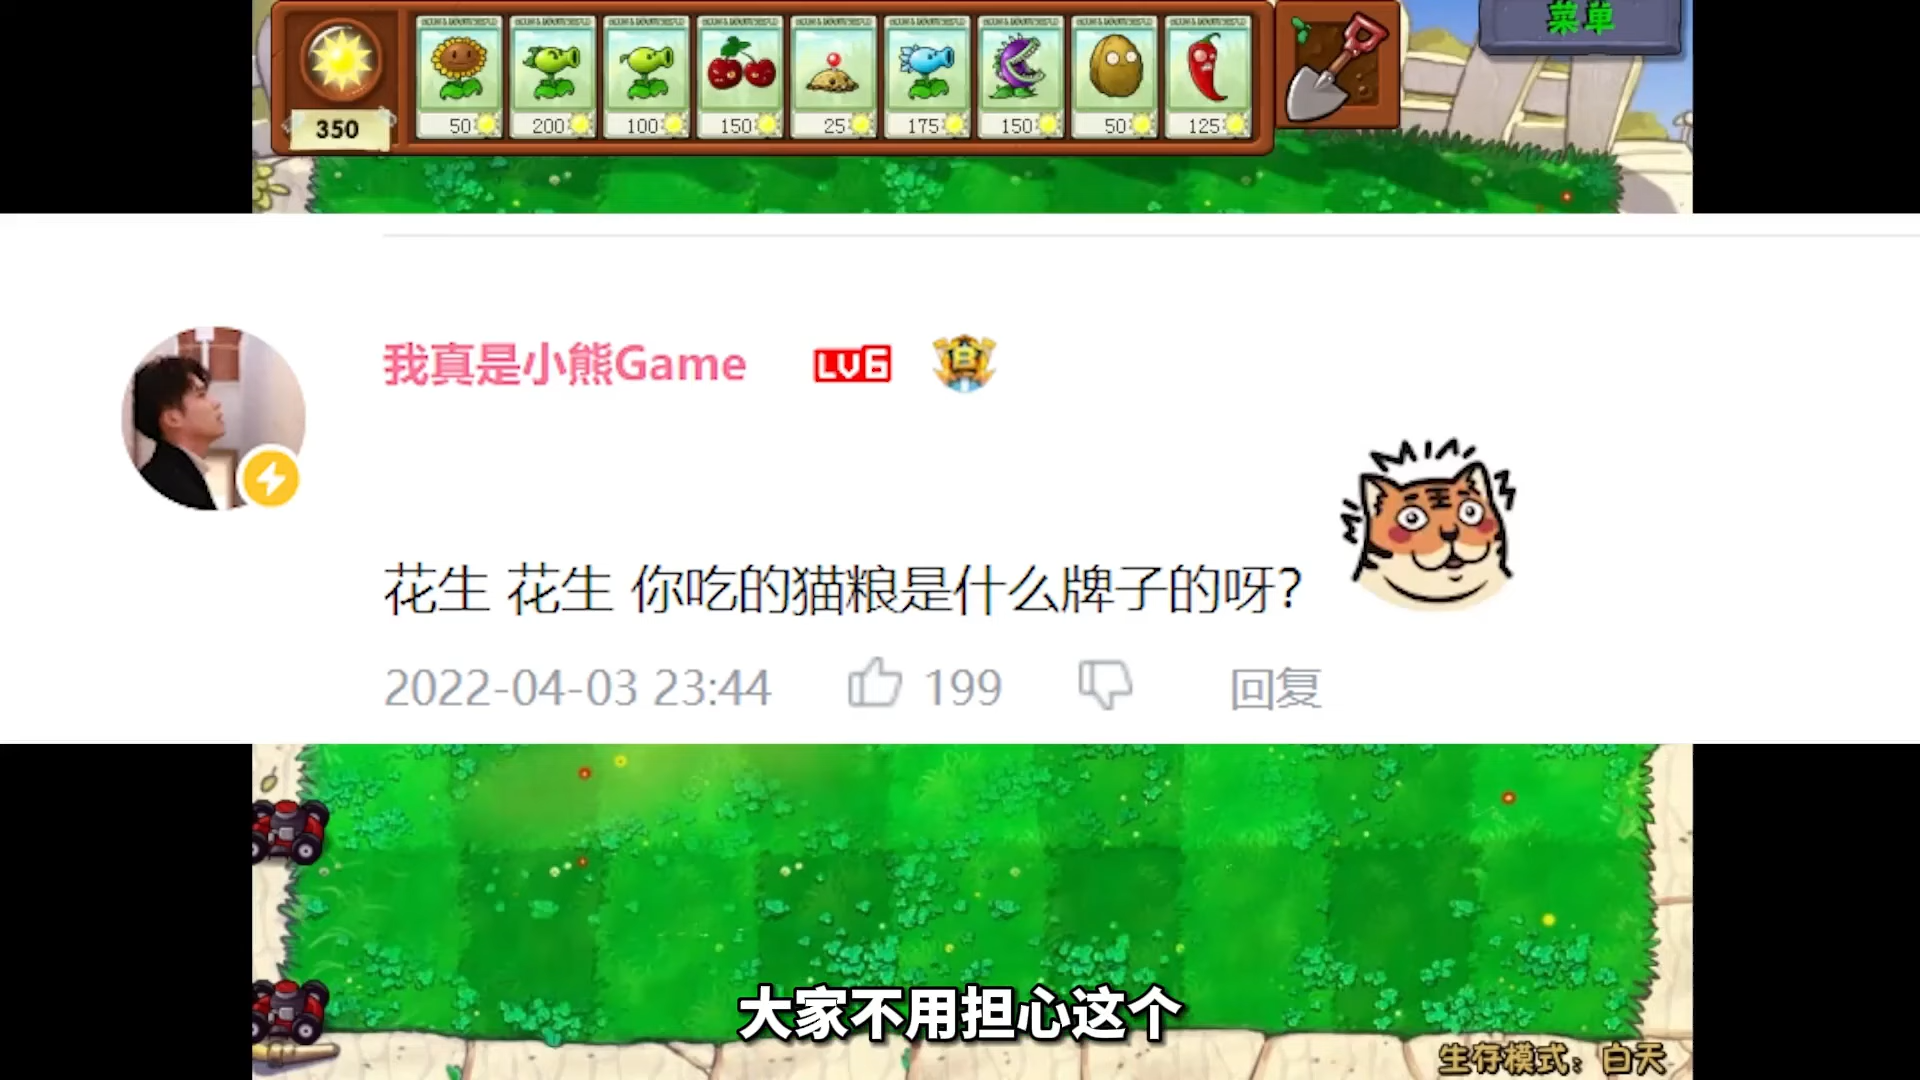 菜单
350
50
200
100
150
25
175
150
50
125
我真是小熊Game LV6
花生 花生 你吃的猫粮是什么牌子的呀?
2022-04-03 23:44 199 回复
大家不用担心这个
生存模式：白天